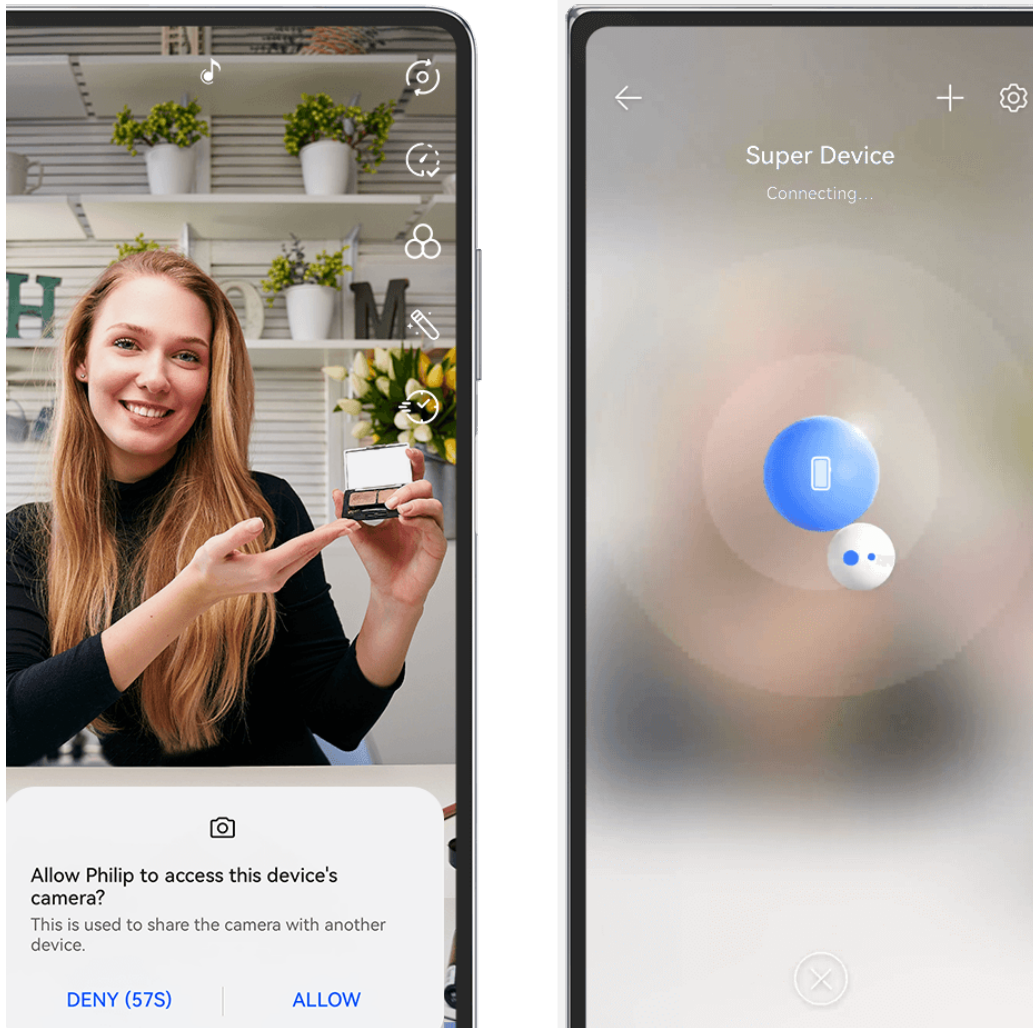 H O M
Allow Philip to access this device's
camera?
This is used to share the camera with another
device.
DENY (57S)
ALLOW
Super Device
Connecting...